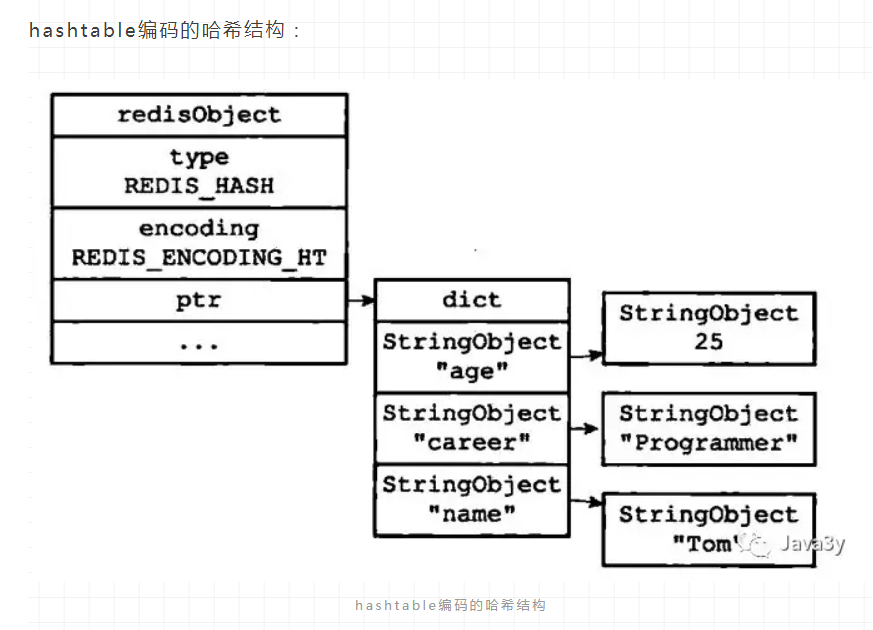 hashtable编码的哈希结构：
redisObject
type
REDIS_HASH
encoding
REDIS_ENCODING_HT
ptr
...
dict
StringObject
"age"
StringObject
"career"
StringObject
"name"
StringObject
25
StringObject
"Programmer"
StringObject
"Tom"
Java3y
hashtable编码的哈希结构